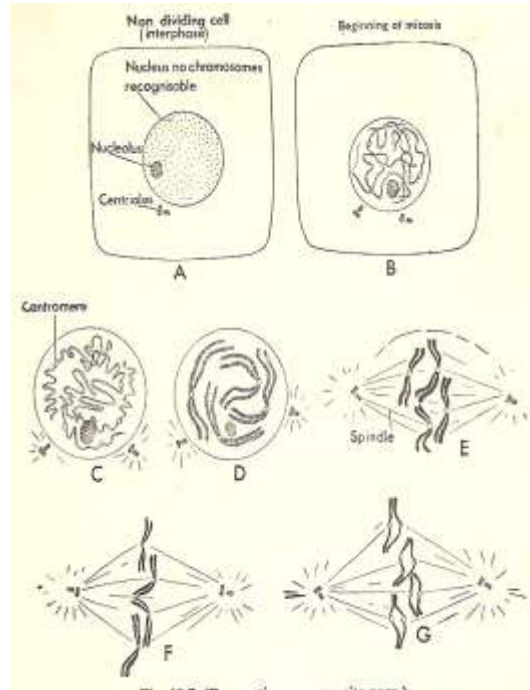 Non dividing cell
(interphase)
Beginning of mitosis
Nucleus no chromosomes
recognisable
Nucleolus
Centrioles
A
B
Centromere
C
D
Spindle
E
F
G